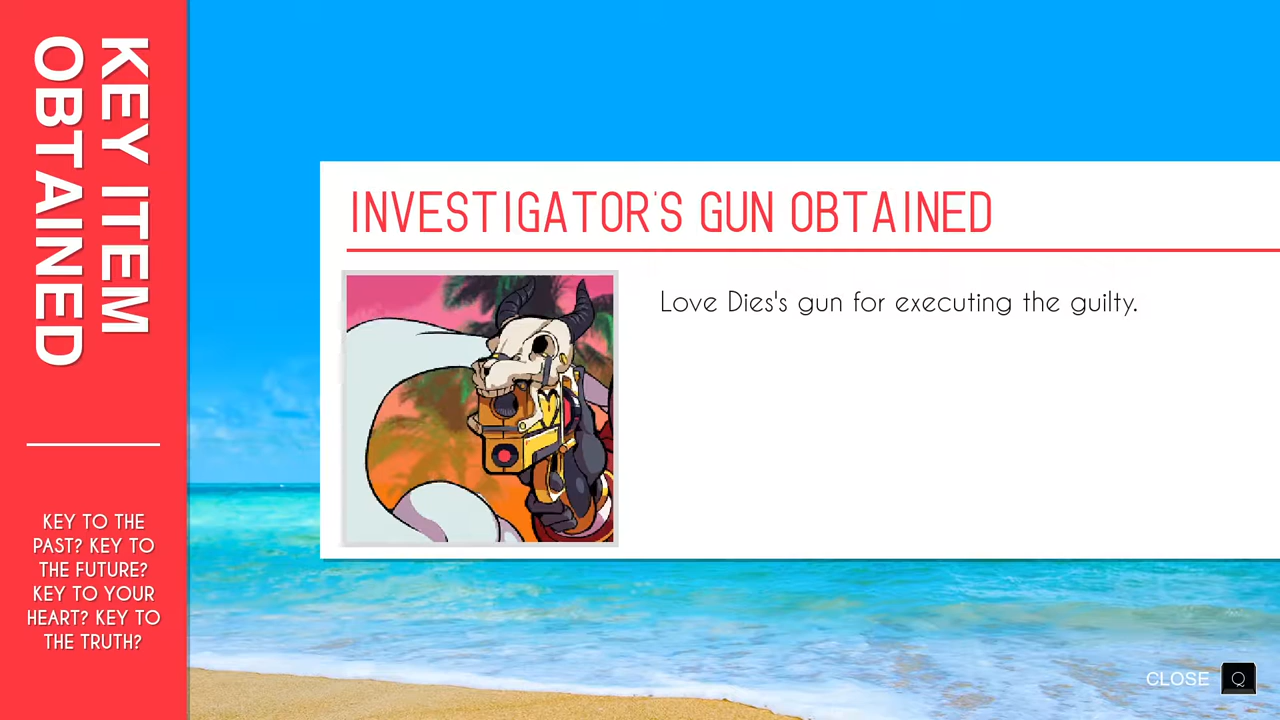 KEY ITEM
OBTAINED
KEY TO THE
PAST? KEY TO
THE FUTURE?
KEY TO YOUR
HEART? KEY TO
THE TRUTH?
INVESTIGATOR'S GUN OBTAINED
Love Dies's gun for executing the guilty.
CLOSE Q